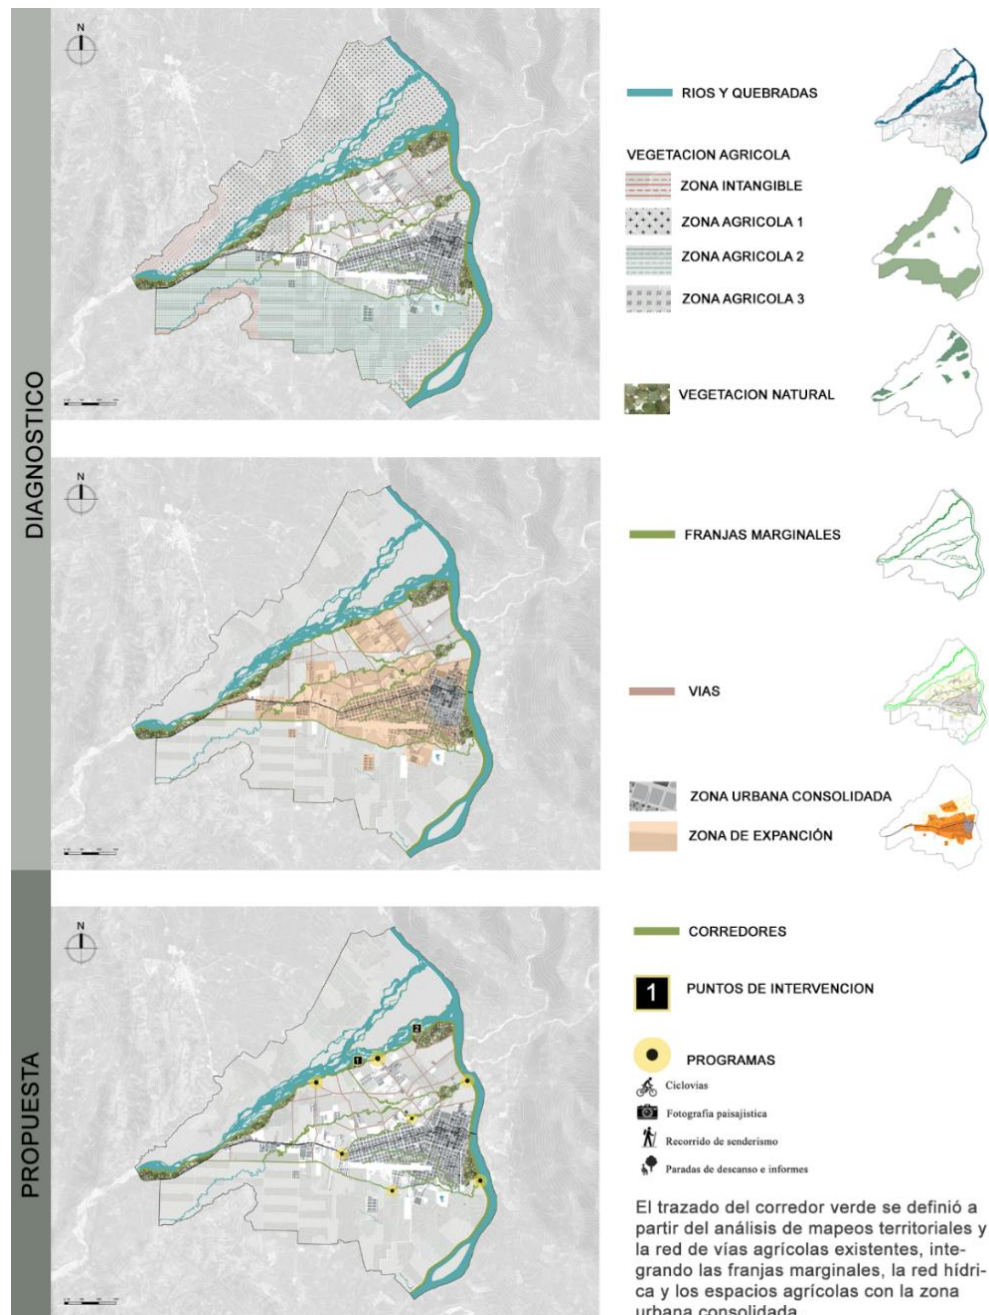 DIAGNOSTICO
N
RIOS Y QUEBRADAS
VEGETACION AGRICOLA
ZONA INTANGIBLE
ZONA AGRICOLA 1
ZONA AGRICOLA 2
ZONA AGRICOLA 3
VEGETACION NATURAL
N
FRANJAS MARGINALES
VIAS
ZONA URBANA CONSOLIDADA
ZONA DE EXPANCIÓN
PROPUESTA
N
2
1
CORREDORES
1 PUNTOS DE INTERVENCION
PROGRAMAS
Ciclovias
Fotografia paisajistica
Recorrido de senderismo
Paradas de descanso e informes
El trazado del corredor verde se definió a
partir del análisis de mapeos territoriales y
la red de vías agrícolas existentes, inte-
grando las franjas marginales, la red hídri-
ca y los espacios agrícolas con la zona
urbana consolidada.